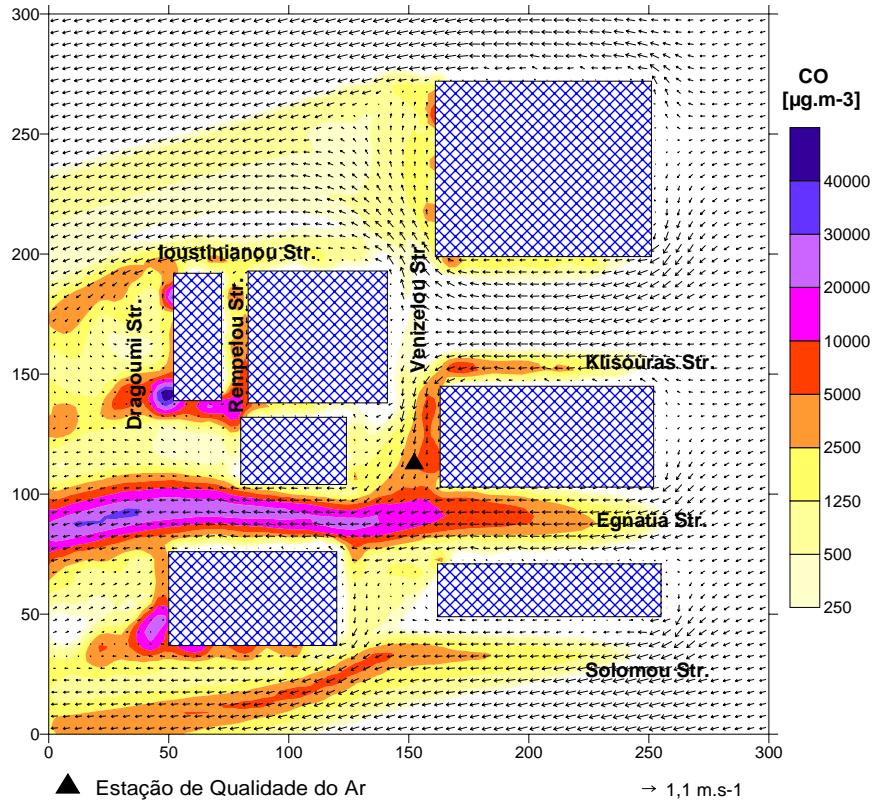 CO
[µg.m-3]
300
250
200
150
100
50
0
0 50 100 150 200 250 300
40000
30000
20000
10000
5000
2500
1250
500
250
Ioustinianou Str.
Dragoumi Str.
Rempelou Str.
Venizelou Str.
Klisouras Str.
Egnatia Str.
Solomou Str.
Estação de Qualidade do Ar
1,1 m.s-1